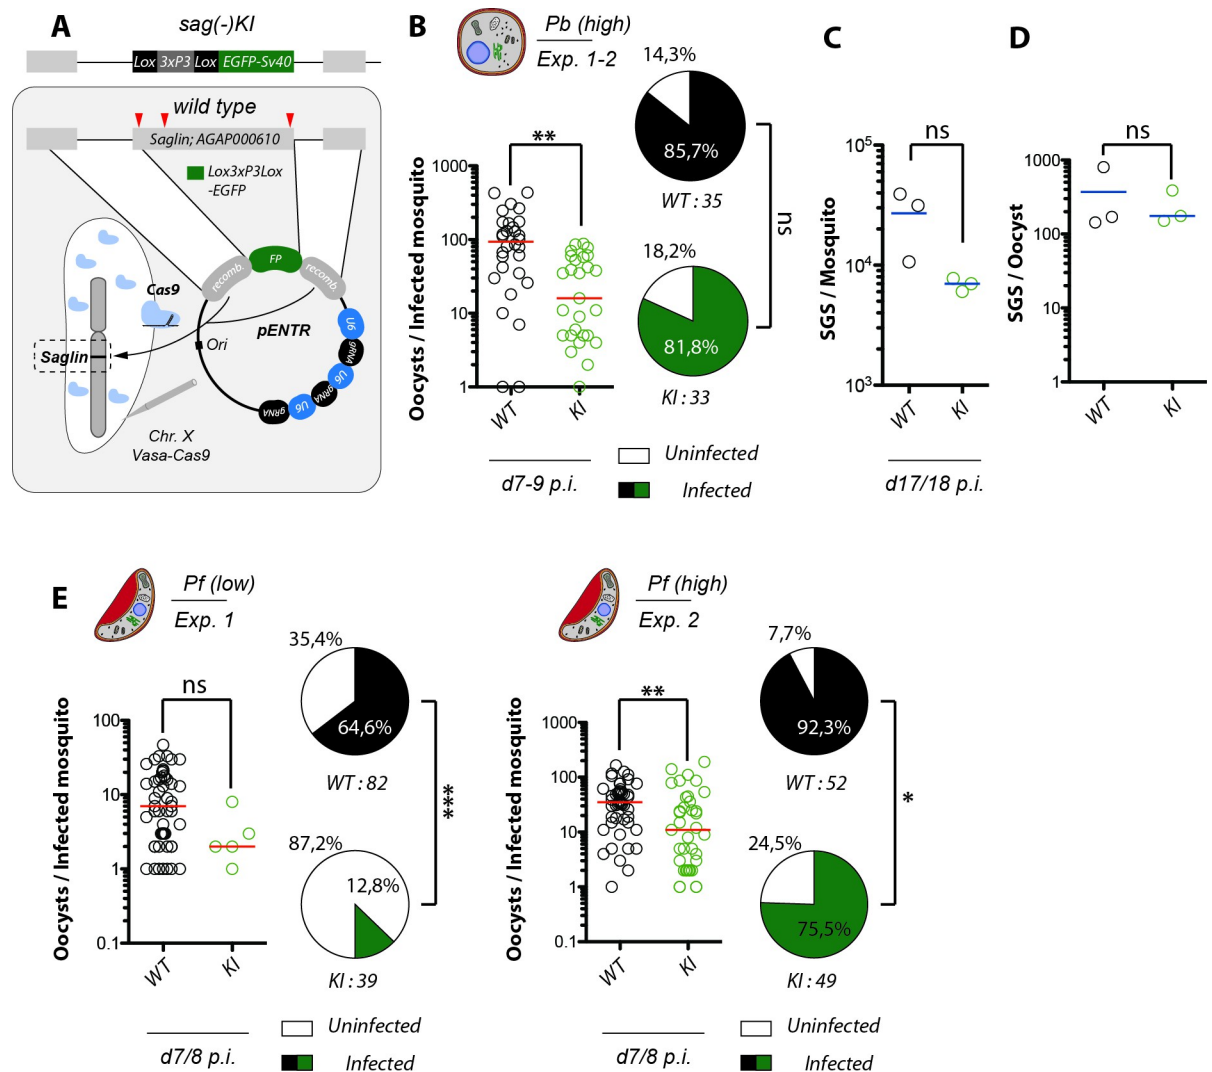 A
sag(-)KI
Lox 3xP3 Lox EGFP-Sv40
wild type
Saglin; AGAP000610
Lox3xP3Lox
-EGFP
recomb. FP recomb.
Cas9
pENTR
Ori
Saglin
U6
gRNA
U6
gRNA
U6
gRNA
Chr. X
Vasa-Cas9
B
Pb (high)
Exp. 1-2
**
Oocysts / Infected mosquito
1000
100
10
1
WT
KI
d7-9 p.i.
14,3%
85,7%
WT : 35
ns
18,2%
81,8%
KI : 33
Uninfected
Infected
C
ns
SGS / Mosquito
10⁵
10⁴
10³
WT
KI
d17/18 p.i.
D
ns
SGS / Oocyst
1000
100
10
1
WT
KI
E
Pf (low)
Exp. 1
ns
Oocysts / Infected mosquito
100
10
1
0.1
WT
KI
d7/8 p.i.
35,4%
64,6%
WT : 82
***
87,2%
12,8%
KI : 39
Uninfected
Infected
Pf (high)
Exp. 2
**
Oocysts / Infected mosquito
1000
100
10
1
0.1
WT
KI
d7/8 p.i.
7,7%
92,3%
WT : 52
*
24,5%
75,5%
KI : 49
Uninfected
Infected